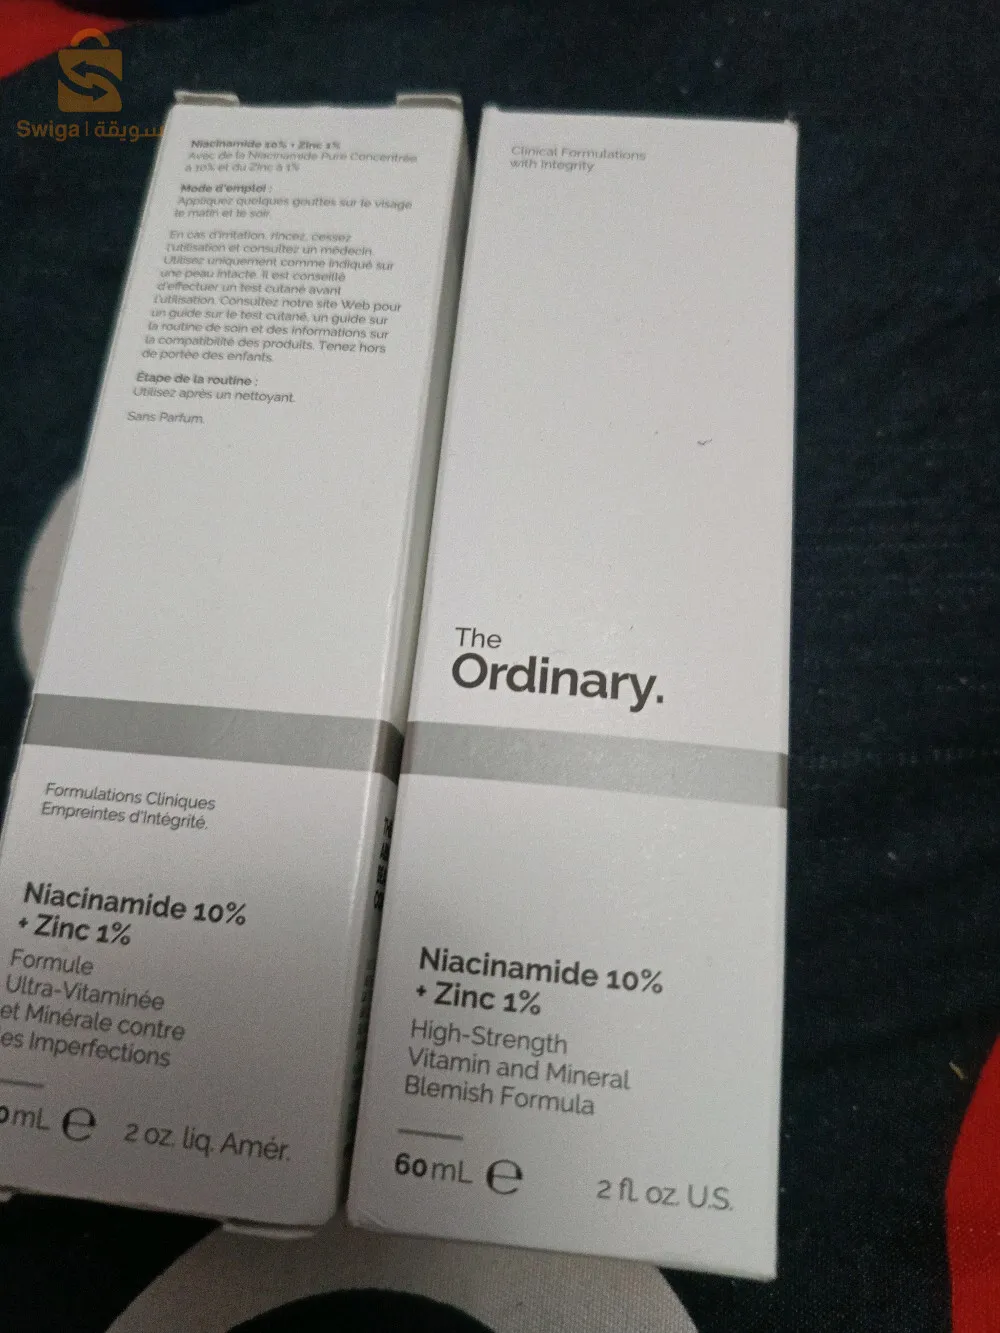 Swiga | سويقة
Niacinamide 10% + Zinc 1%
Avec de la Niacinamide Pure Concentrée
à 10% et du Zinc à 1%
Mode d'emploi :
Appliquez quelques gouttes sur le visage
le matin et le soir.
En cas d'irritation, rincez, cessez
l'utilisation et consultez un médecin.
Utilisez uniquement comme indiqué sur
une peau intacte. Il est conseillé
d'effectuer un test cutané avant
l'utilisation. Consultez notre site Web pour
un guide sur le test cutané, un guide sur
la routine de soin et des informations sur
la compatibilité des produits. Tenez hors
de portée des enfants.
Étape de la routine :
Utilisez après un nettoyant.
Sans Parfum.
Formulations Cliniques
Empreintes d'Intégrité.
Niacinamide 10%
+ Zinc 1%
Formule
Ultra-Vitaminée
et Minérale contre
es Imperfections
0mL e 2 oz. liq. Amér.
Clinical Formulations
with Integrity
The
Ordinary.
Niacinamide 10%
+ Zinc 1%
High-Strength
Vitamin and Mineral
Blemish Formula
60mL e 2 fl. oz. U.S.